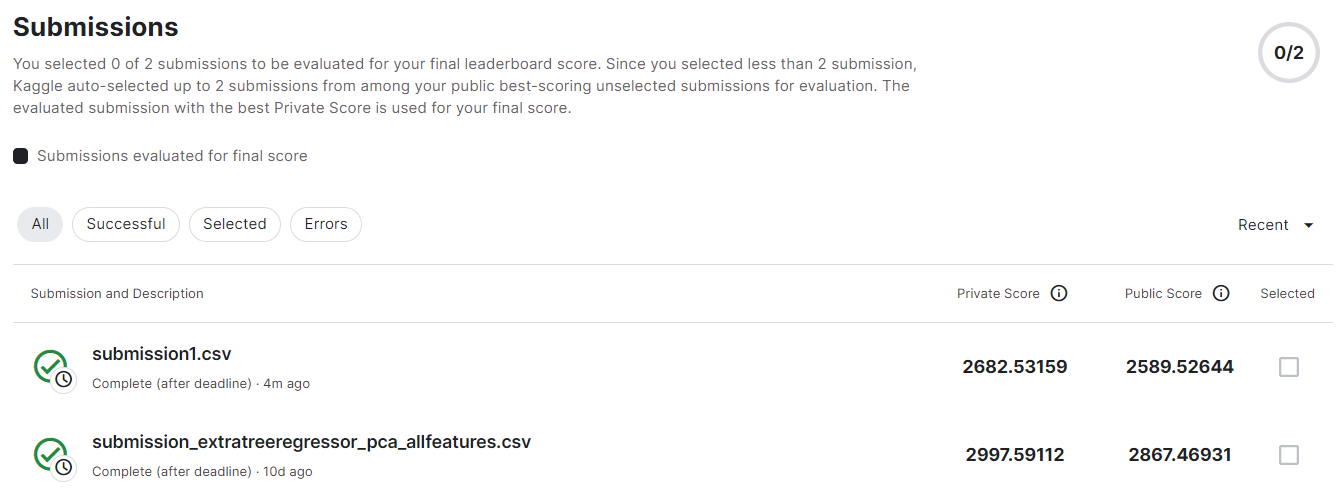 Submissions
0/2
You selected 0 of 2 submissions to be evaluated for your final leaderboard score. Since you selected less than 2 submission,
Kaggle auto-selected up to 2 submissions from among your public best-scoring unselected submissions for evaluation. The
evaluated submission with the best Private Score is used for your final score.
Submissions evaluated for final score
All Successful Selected Errors Recent
Submission and Description Private Score Public Score Selected
submission1.csv
Complete (after deadline) · 4m ago
2682.53159 2589.52644
submission_extratreeregressor_pca_allfeatures.csv
Complete (after deadline) · 10d ago
2997.59112 2867.46931